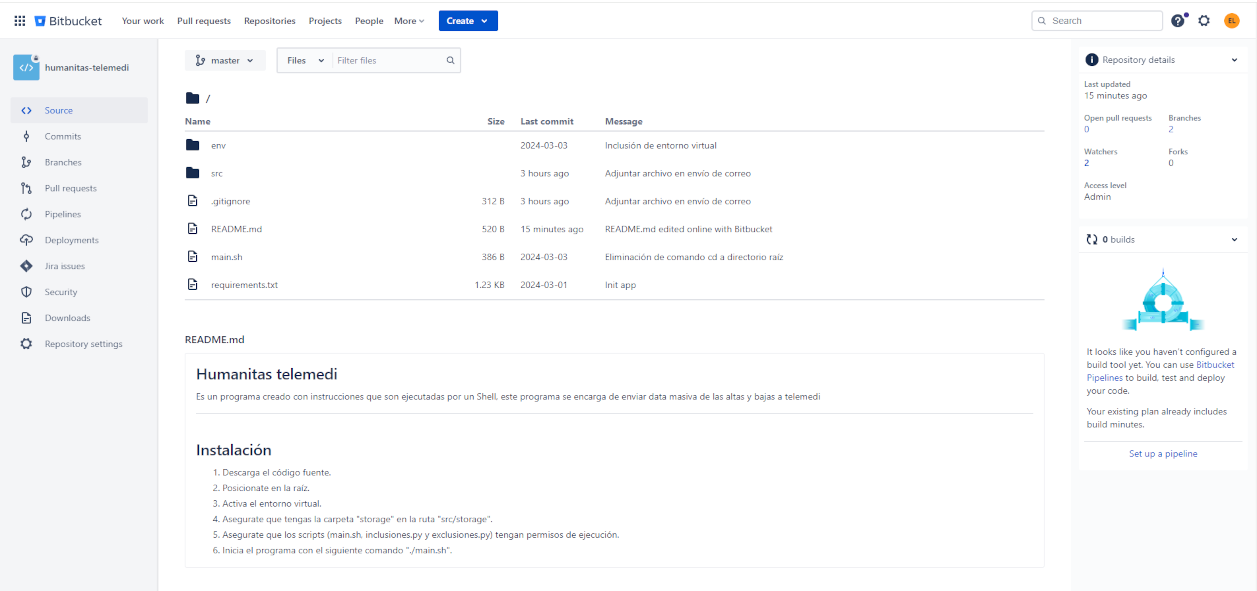 Bitbucket Your work Pull requests Repositories Projects People More Create Search EL
humanitas-telemedi
Source
Commits
Branches
Pull requests
Pipelines
Deployments
Jira issues
Security
Downloads
Repository settings
master Files Filter files
/
Name Size Last commit Message
env 2024-03-03 Inclusión de entorno virtual
src 3 hours ago Adjuntar archivo en envío de correo
.gitignore 312 B 3 hours ago Adjuntar archivo en envío de correo
README.md 520 B 15 minutes ago README.md edited online with Bitbucket
main.sh 386 B 2024-03-03 Eliminación de comando cd a directorio raíz
requirements.txt 1.23 KB 2024-03-01 Init app
README.md
Humanitas telemedi
Es un programa creado con instrucciones que son ejecutadas por un Shell, este programa se encarga de enviar data masiva de las altas y bajas a telemedi
Instalación
1. Descarga el código fuente.
2. Posicionate en la raíz.
3. Activa el entorno virtual.
4. Asegurate que tengas la carpeta "storage" en la ruta "src/storage".
5. Asegurate que los scripts (main.sh, inclusiones.py y exclusiones.py) tengan permisos de ejecución.
6. Inicia el programa con el siguiente comando "./main.sh".
Repository details
Last updated
15 minutes ago
Open pull requests Branches
0 2
Watchers Forks
2 0
Access level
Admin
0 builds
It looks like you haven't configured a
build tool yet. You can use Bitbucket
Pipelines to build, test and deploy
your code.
Your existing plan already includes
build minutes.
Set up a pipeline